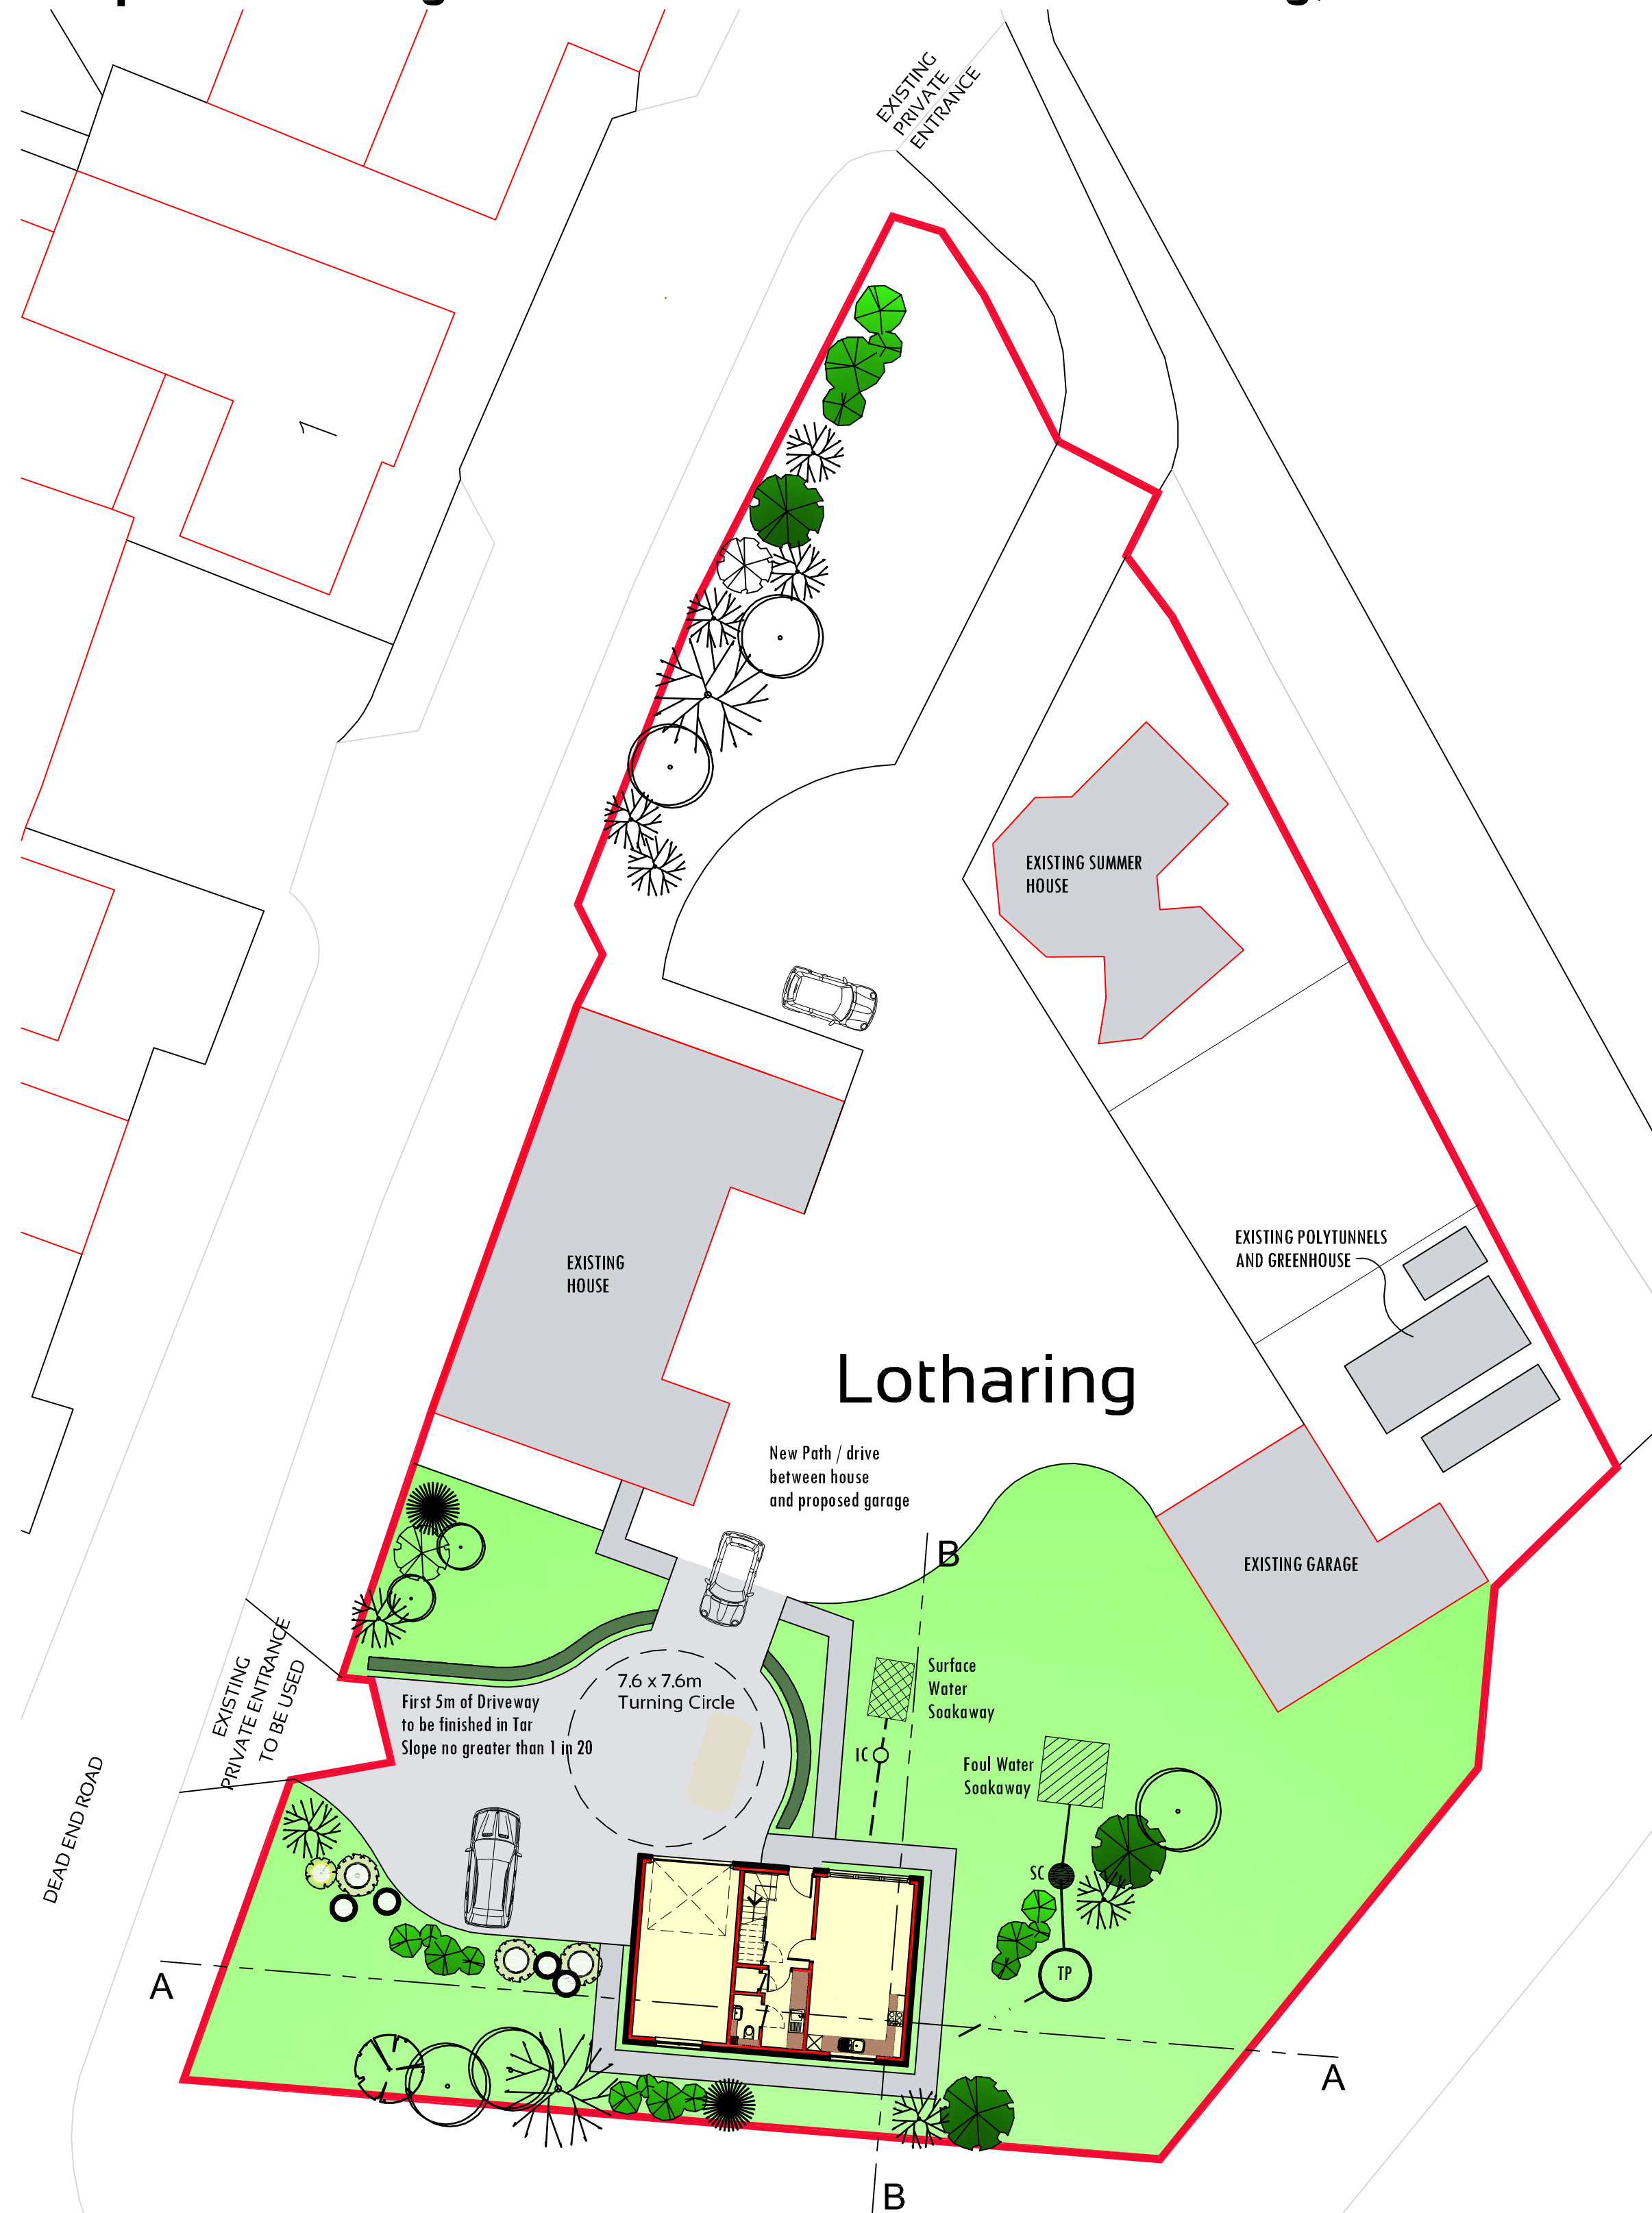 EXISTING
PRIVATE
ENTRANCE
1
EXISTING SUMMER
HOUSE
EXISTING POLYTUNNELS
AND GREENHOUSE
EXISTING
HOUSE
Lotharing
New Path / drive
between house
and proposed garage
B
EXISTING GARAGE
EXISTING
PRIVATE ENTRANCE
TO BE USED
7.6 x 7.6m
Turning Circle
First 5m of Driveway
to be finished in Tar
Slope no greater than 1 in 20
Surface
Water
Soakaway
IC
Foul Water
Soakaway
DEAD END ROAD
SC
TP
A
A
B